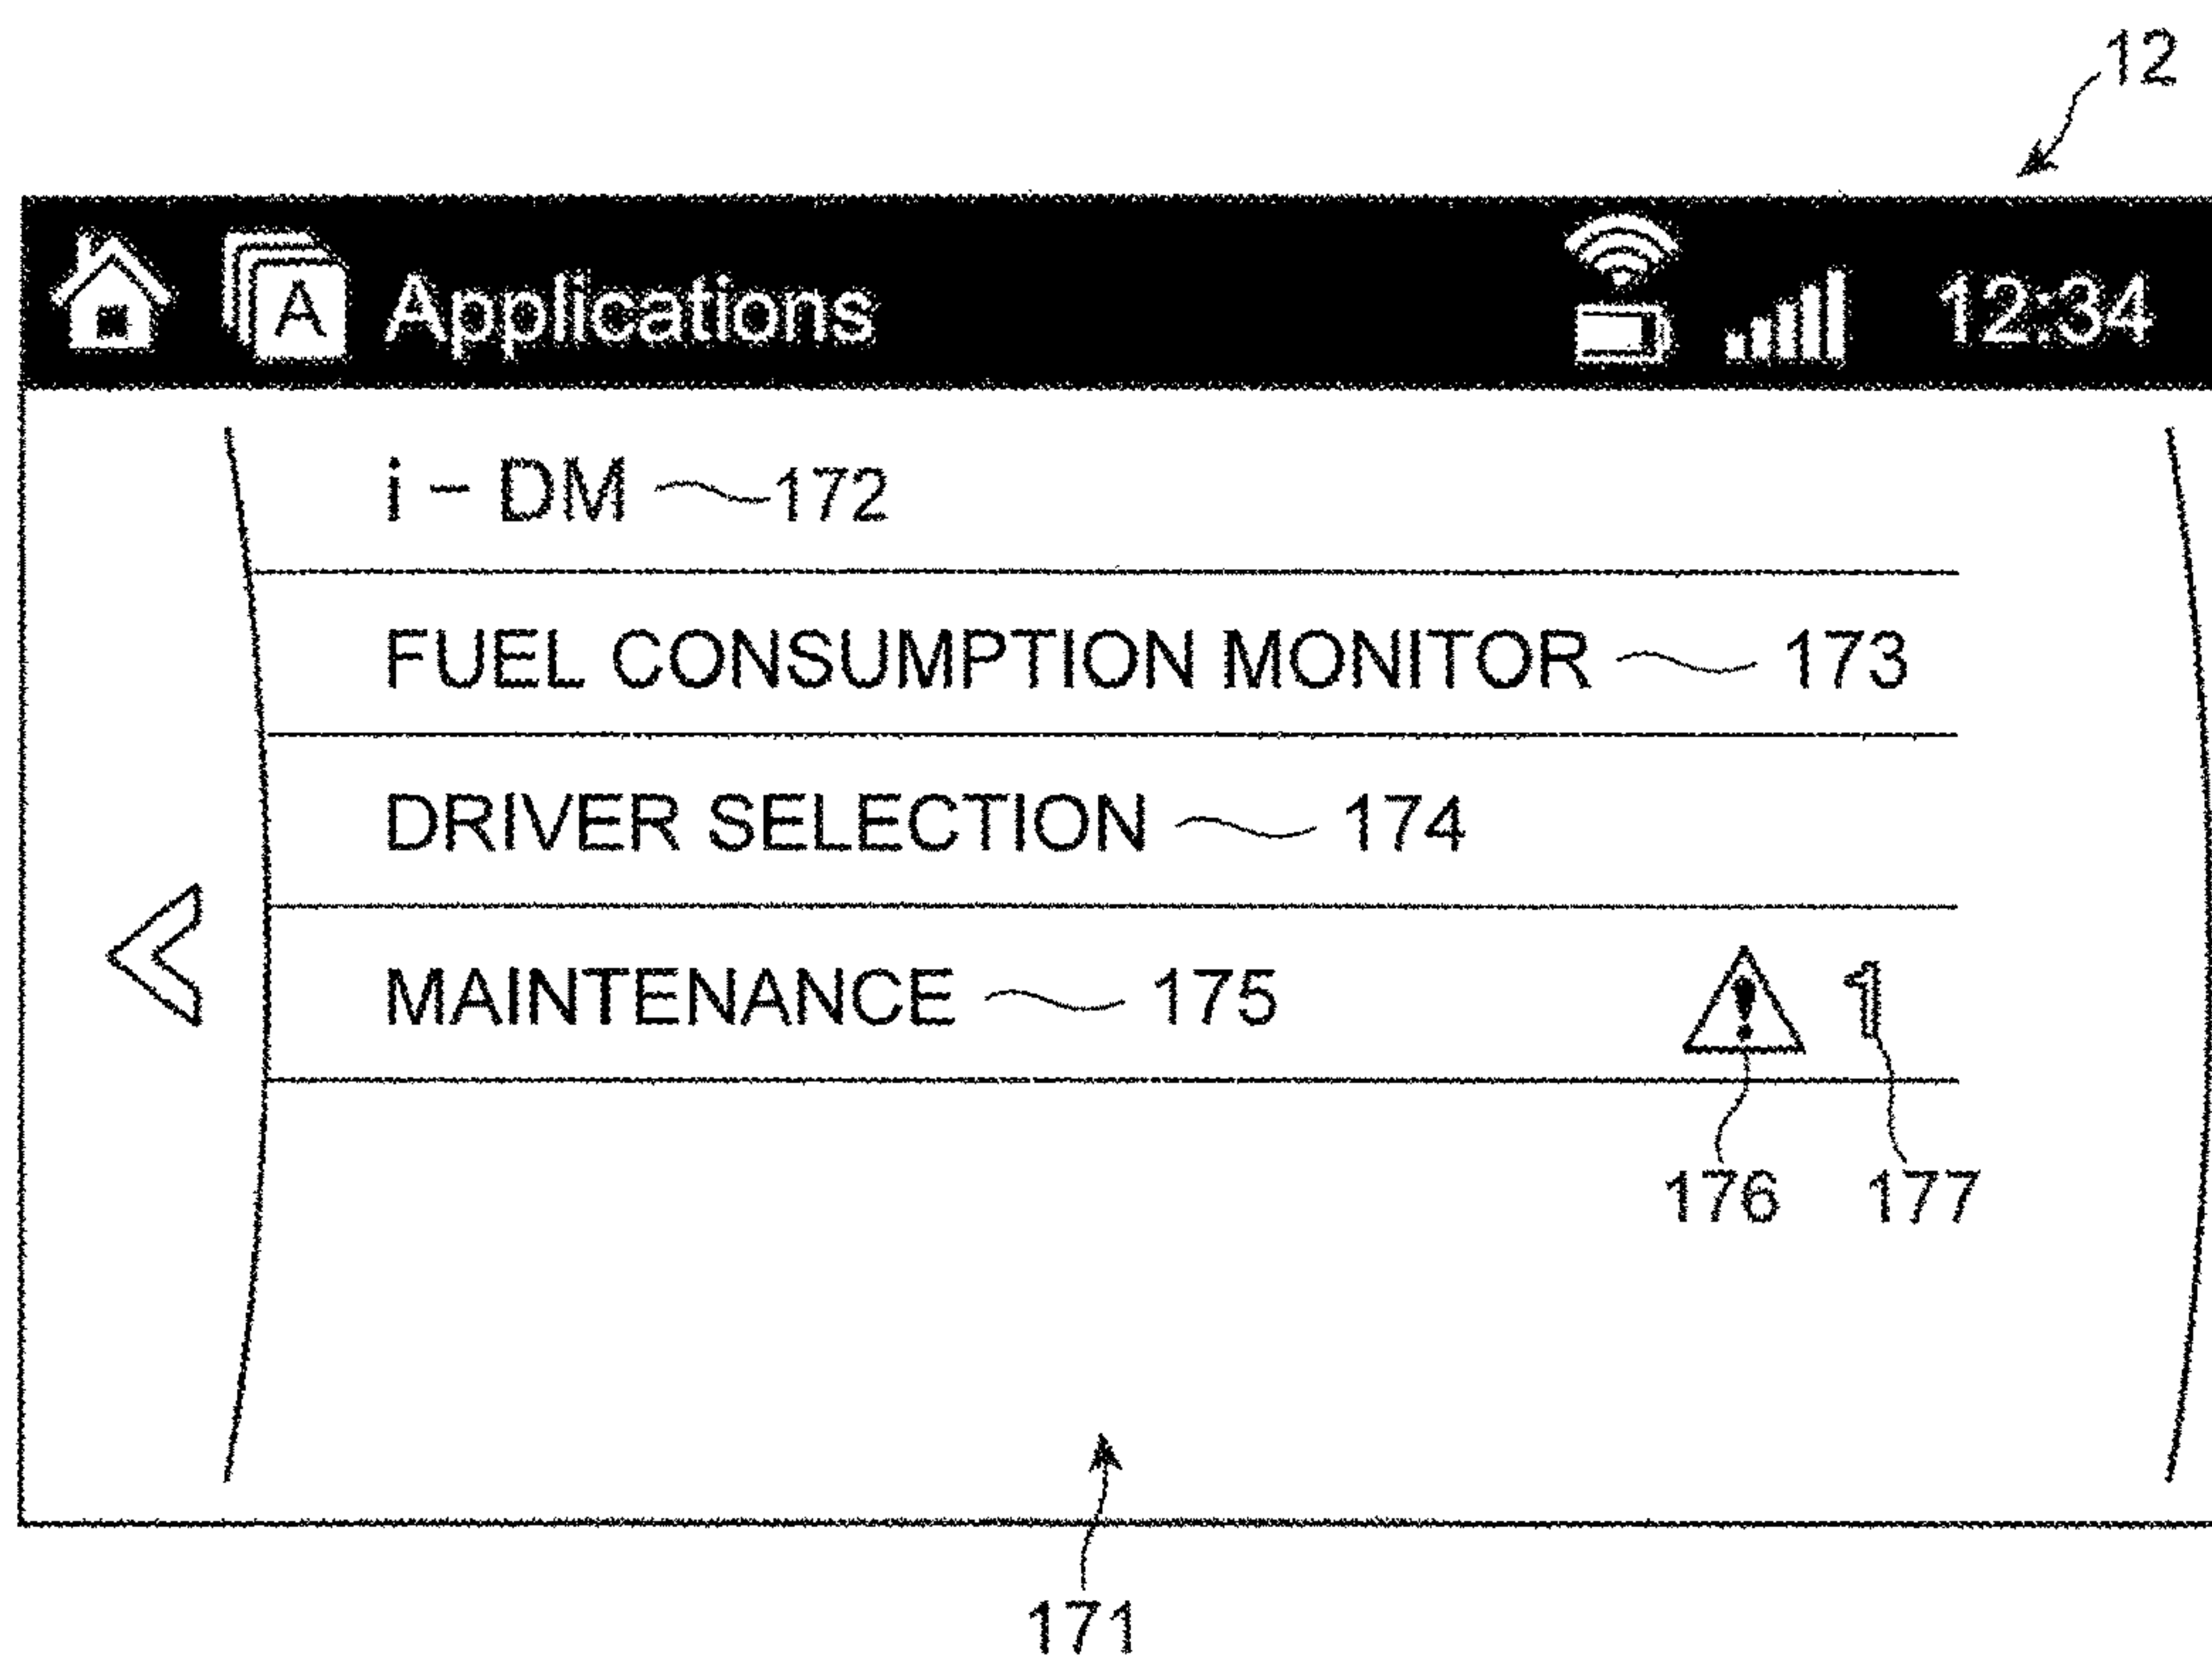 12
A Applications 12:34
i - DM 172
FUEL CONSUMPTION MONITOR 173
DRIVER SELECTION 174
MAINTENANCE 175 ! 1
176 177
171